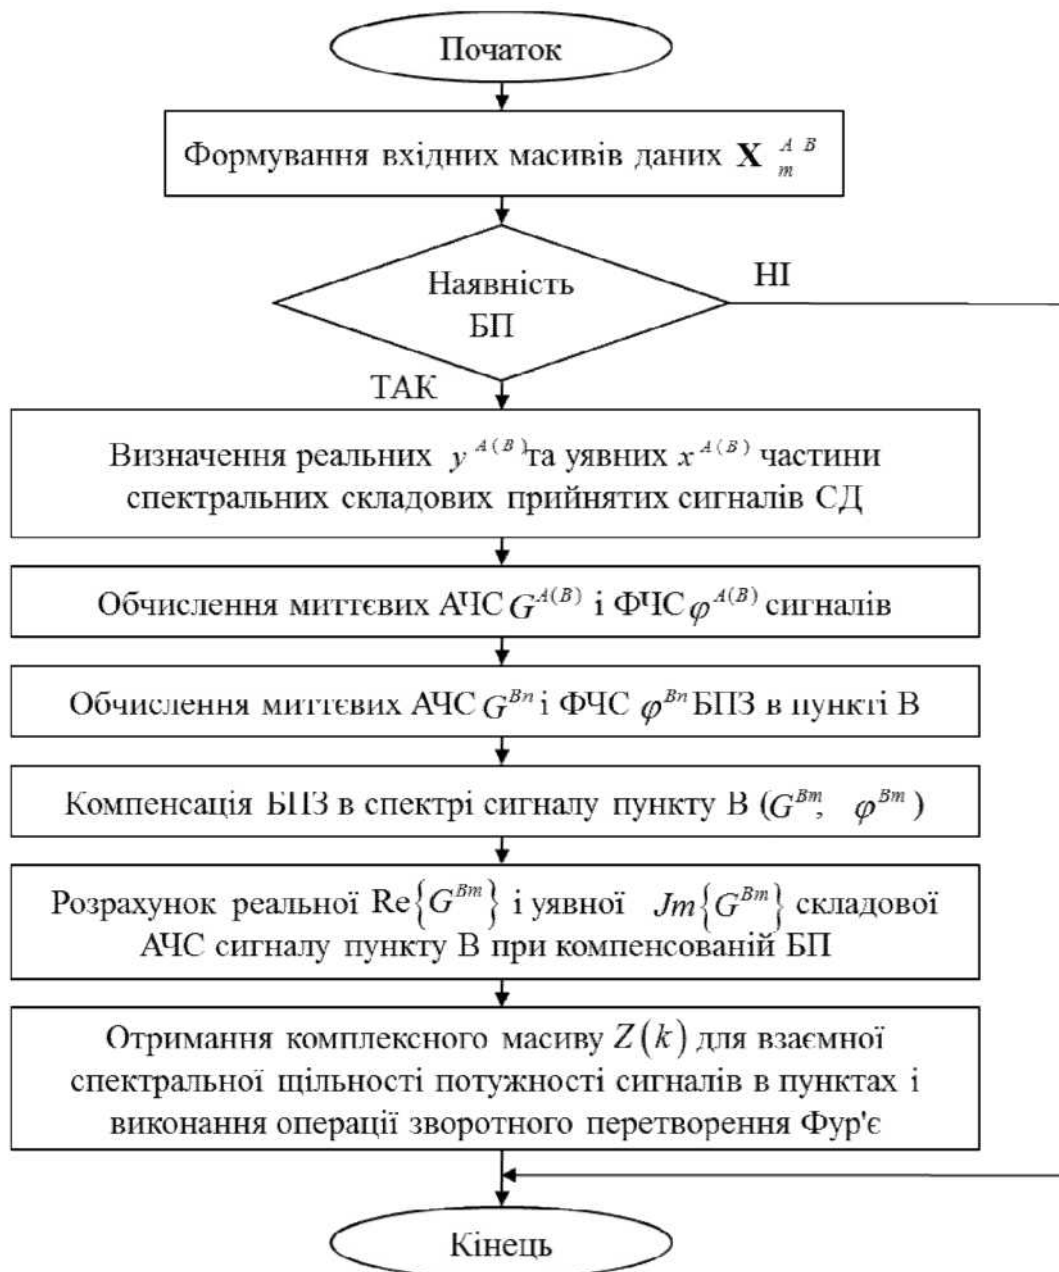 Початок
Формування вхідних масивів даних X m A B
Наявність
БП
НІ
ТАК
Визначення реальних y A(B) та уявних x A(B) частини
спектральних складових прийнятих сигналів СД
Обчислення миттєвих АЧС G A(B) і ФЧС φ A(B) сигналів
Обчислення миттєвих АЧС G Bn і ФЧС φ Bn БПЗ в пункті В
Компенсація БПЗ в спектрі сигналу пункту В (G Bm, φ Bm)
Розрахунок реальної Re{G Bm} і уявної Jm{G Bm} складової
АЧС сигналу пункту В при компенсованій БП
Отримання комплексного масиву Z(k) для взаємної
спектральної щільності потужності сигналів в пунктах і
виконання операції зворотного перетворення Фур'є
Кінець